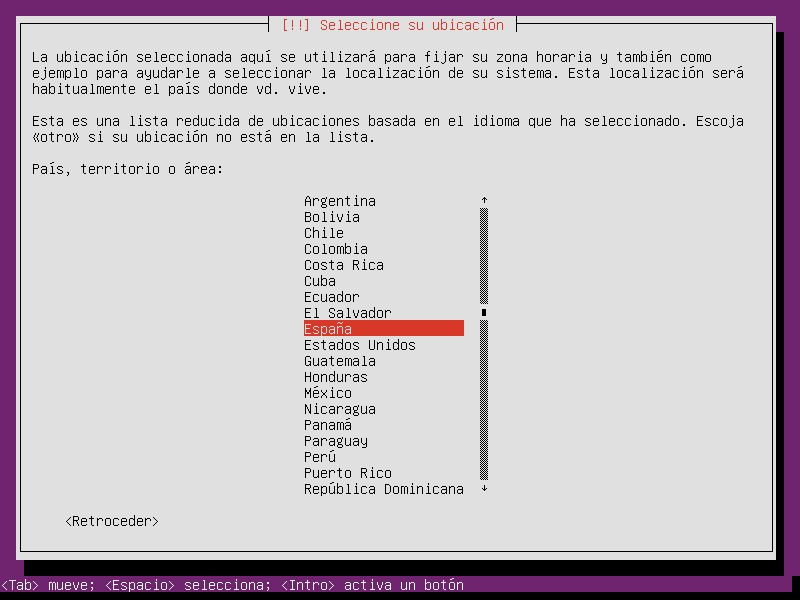 [!!] Seleccione su ubicación
La ubicación seleccionada aquí se utilizará para fijar su zona horaria y también como
ejemplo para ayudarle a seleccionar la localización de su sistema. Esta localización será
habitualmente el país donde vd. vive.
Esta es una lista reducida de ubicaciones basada en el idioma que ha seleccionado. Escoja
«otro» si su ubicación no está en la lista.
País, territorio o área:
Argentina
Bolivia
Chile
Colombia
Costa Rica
Cuba
Ecuador
El Salvador
España
Estados Unidos
Guatemala
Honduras
México
Nicaragua
Panamá
Paraguay
Perú
Puerto Rico
República Dominicana
<Retroceder>
<Tab> mueve; <Espacio> selecciona; <Intro> activa un botón